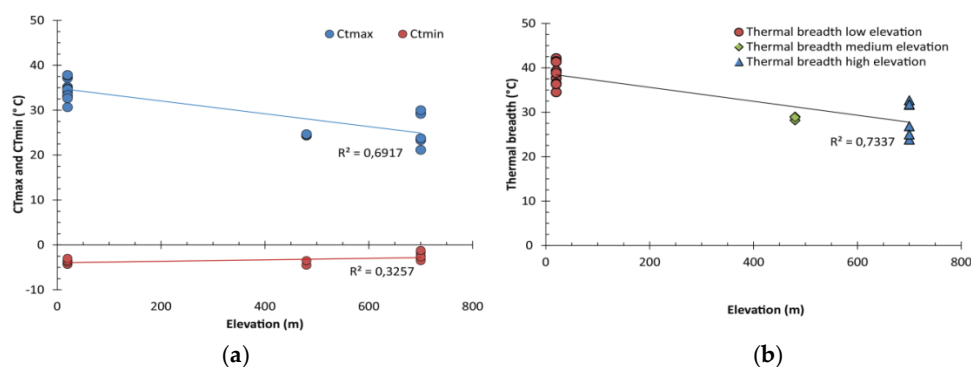 50
40
30
20
10
0
-10
CTmax and CTmin (° C)
Ctmax
Ctmin
R² = 0,6917
R² = 0,3257
0
200
400
600
800
Elevation (m)
(a)
50
40
30
20
10
0
Thermal breadth (°C)
Thermal breadth low elevation
Thermal breadth medium elevation
Thermal breadth high elevation
R² = 0,7337
0
200
400
600
800
Elevation (m)
(b)